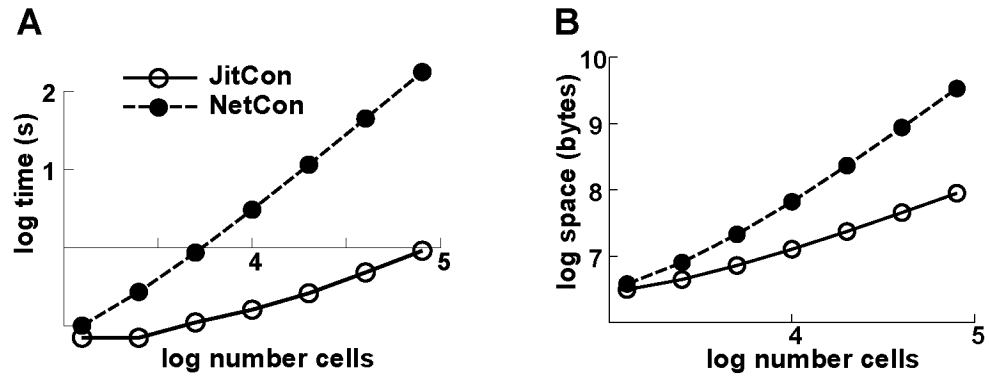 A
JitCon
NetCon
log time (s)
2
1
4
5
log number cells
B
log space (bytes)
10
9
8
7
4
5
log number cells